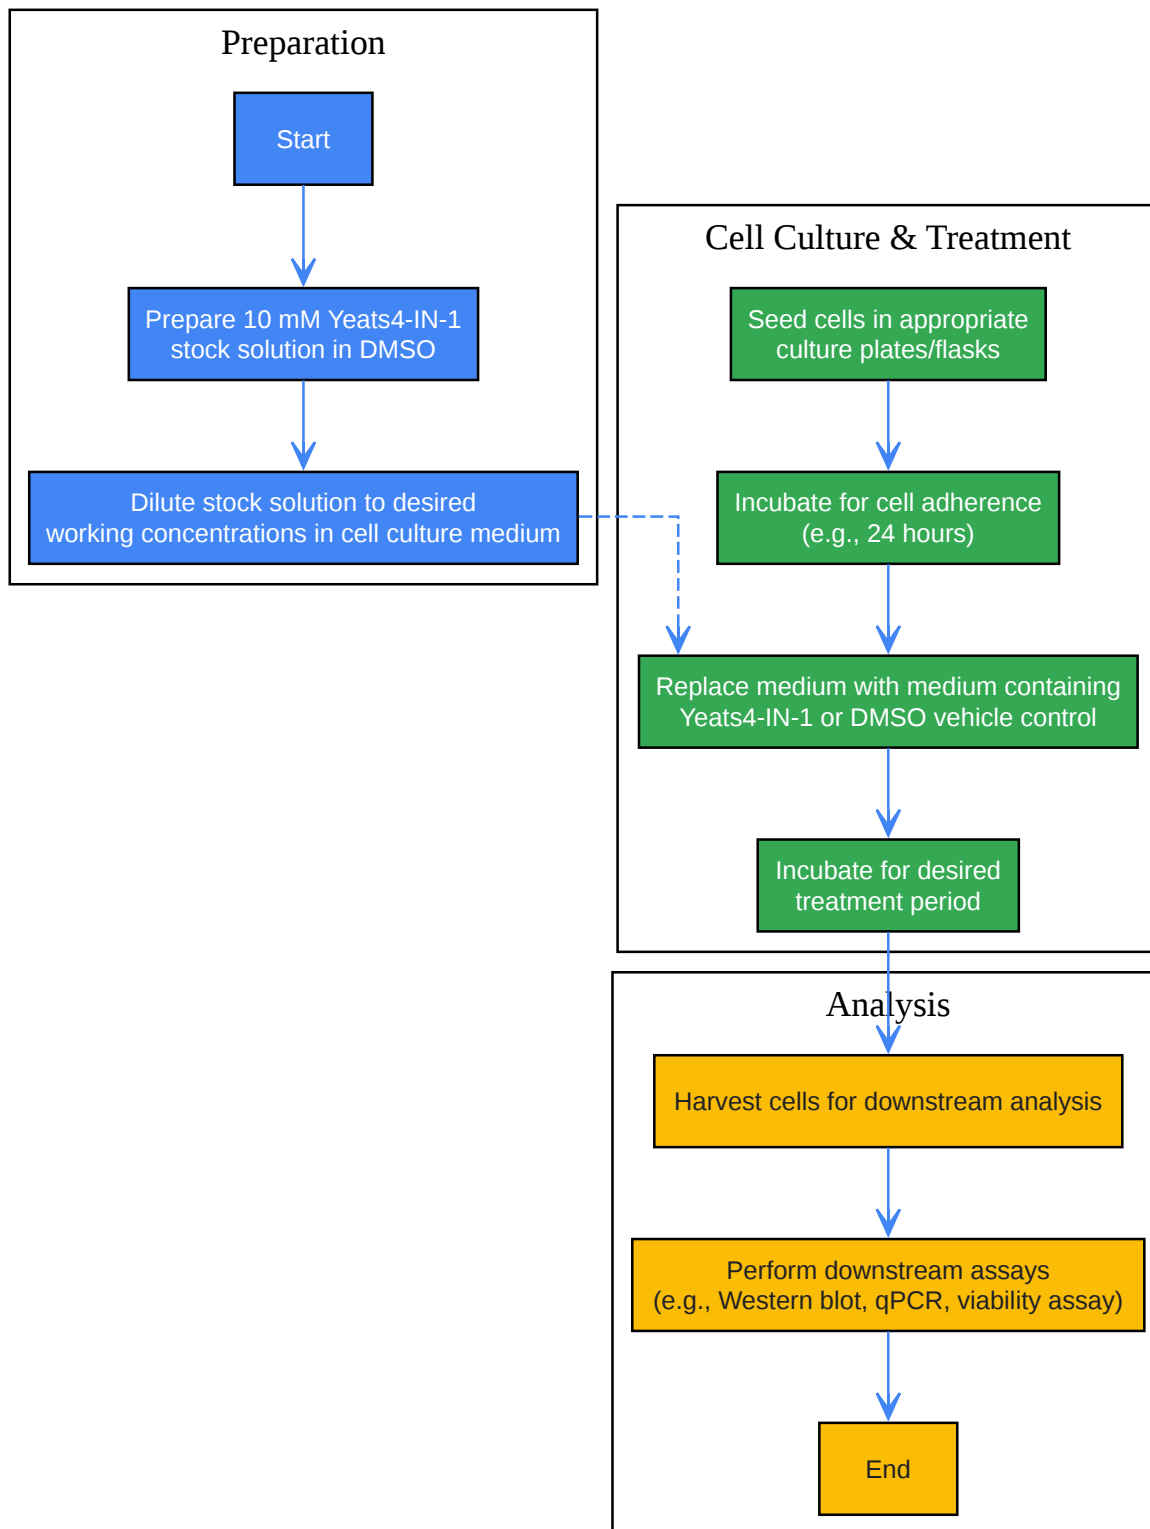 Preparation
Start
Prepare 10 mM Yeats4-IN-1
stock solution in DMSO
Dilute stock solution to desired
working concentrations in cell culture medium
Cell Culture & Treatment
Seed cells in appropriate
culture plates/flasks
Incubate for cell adherence
(e.g., 24 hours)
Replace medium with medium containing
Yeats4-IN-1 or DMSO vehicle control
Incubate for desired
treatment period
Analysis
Harvest cells for downstream analysis
Perform downstream assays
(e.g., Western blot, qPCR, viability assay)
End